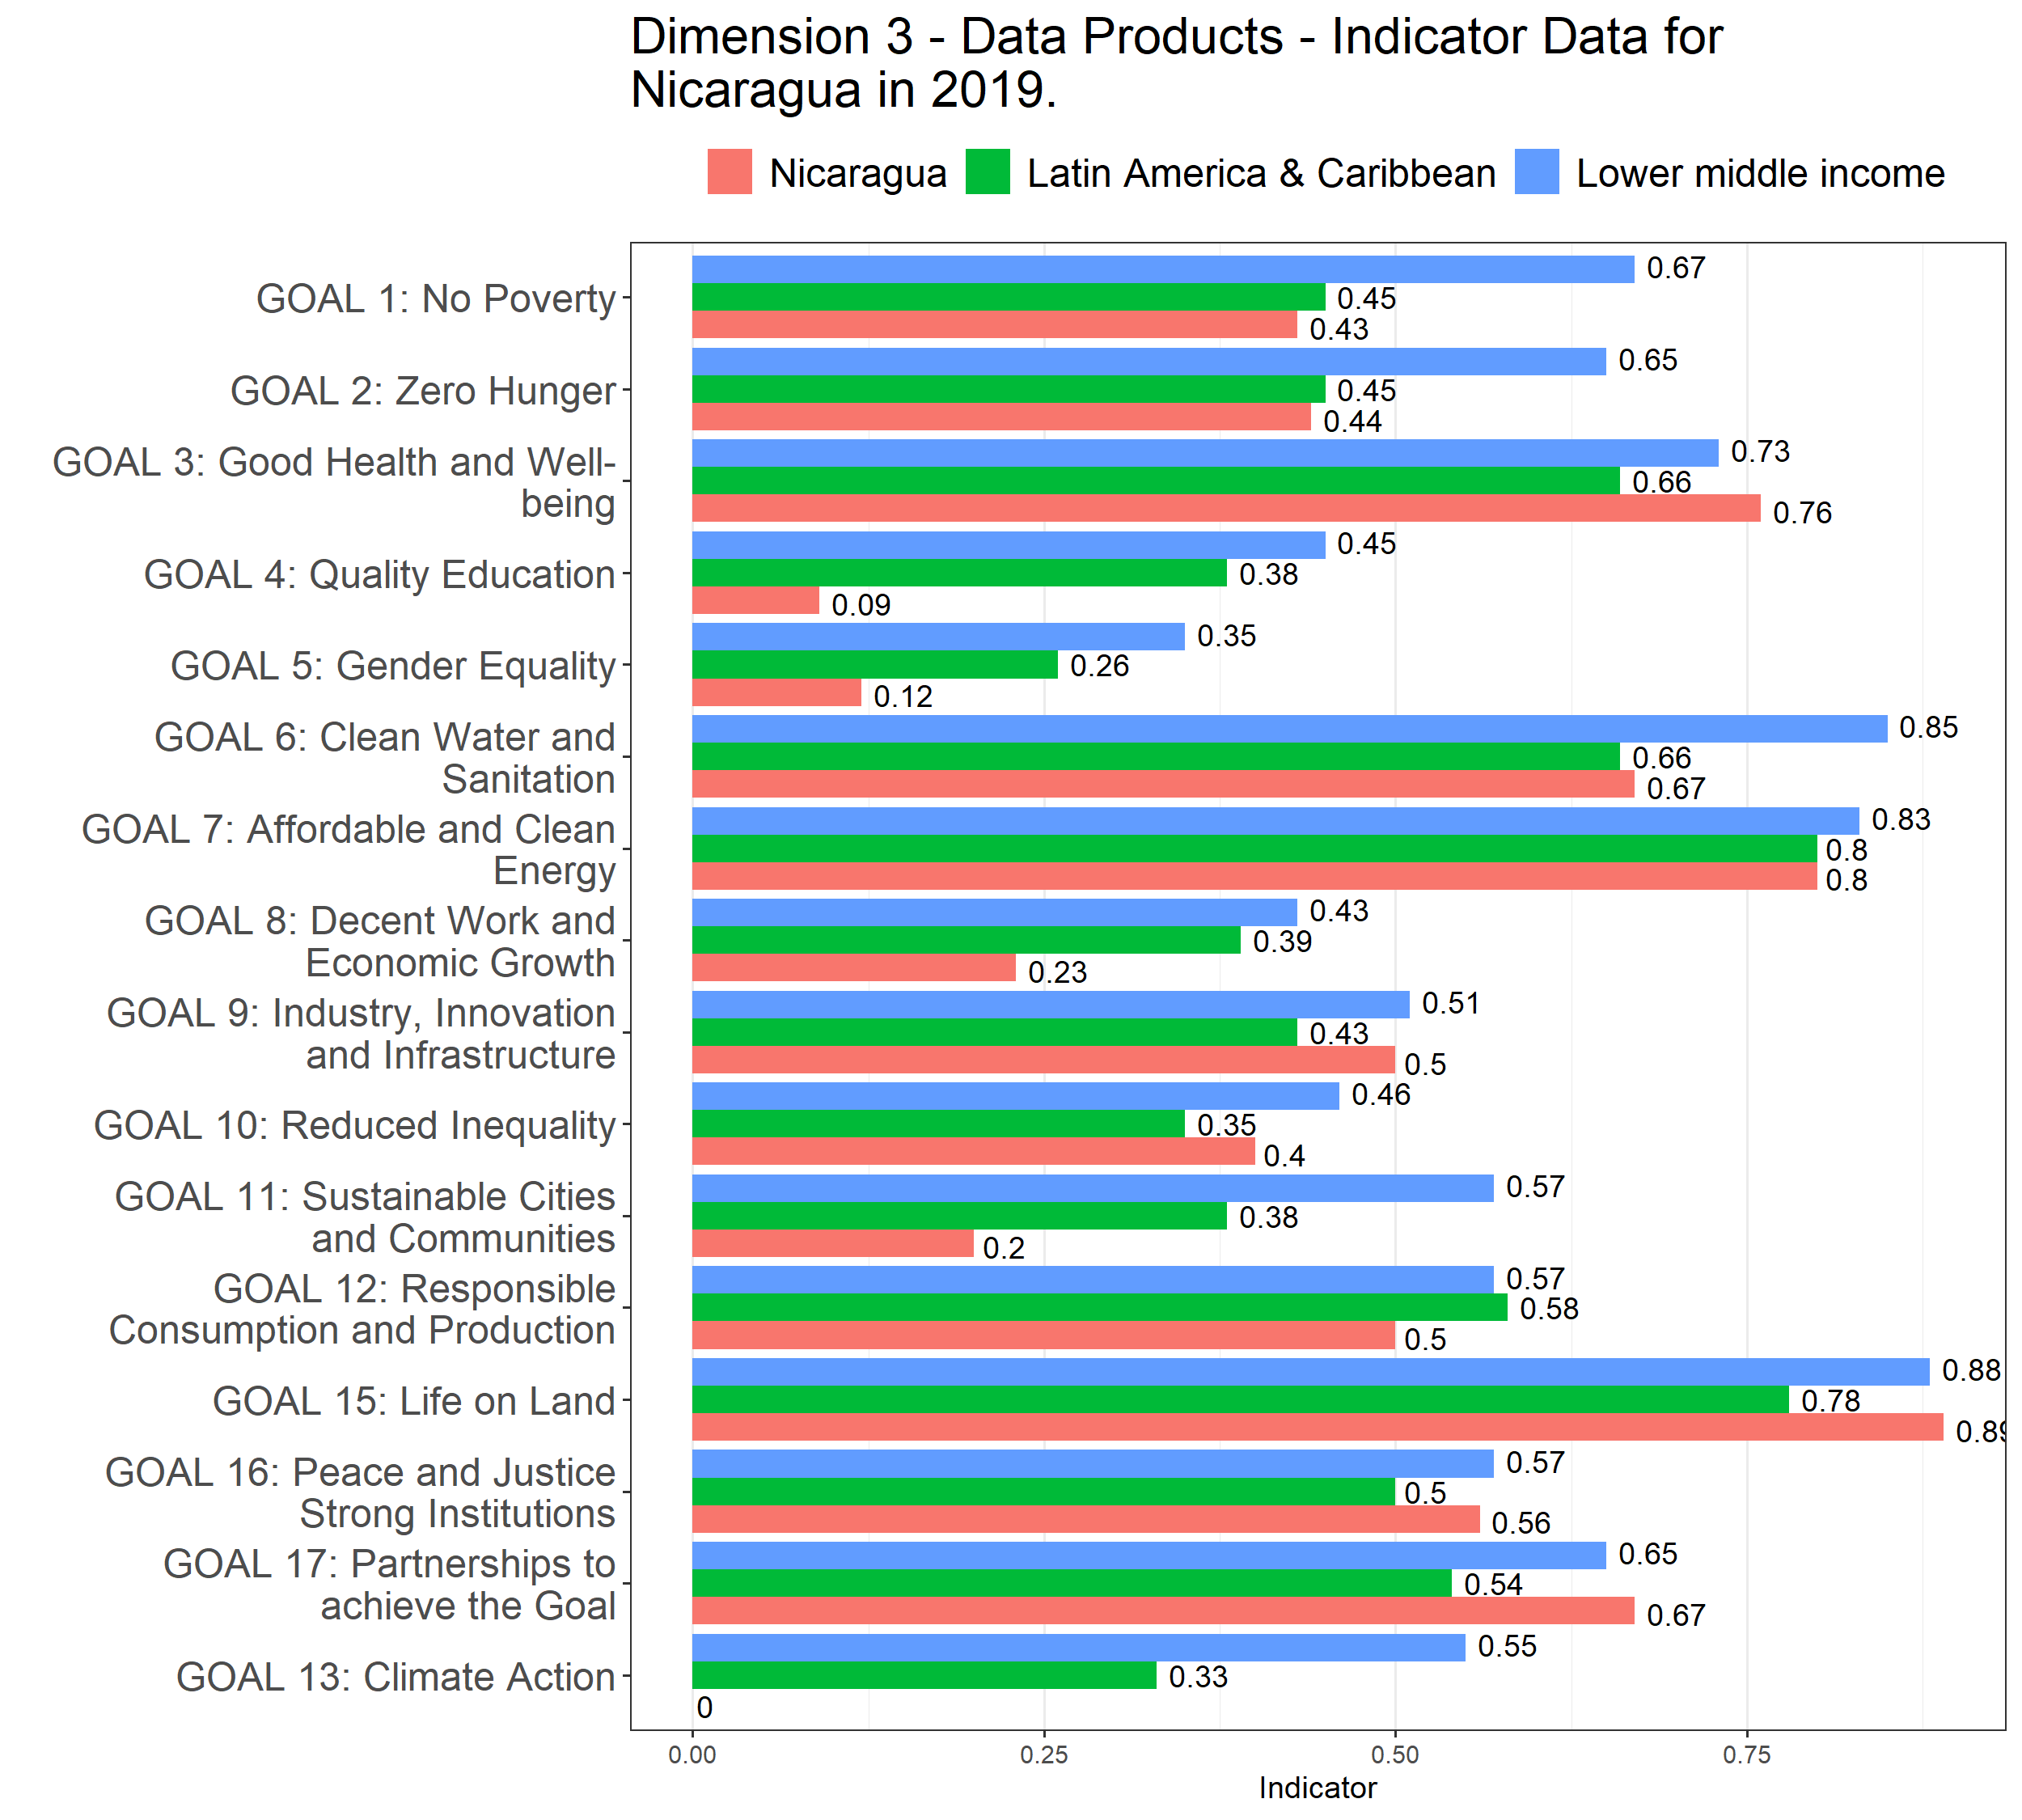 Dimension 3 - Data Products - Indicator Data for
Nicaragua in 2019.
Nicaragua
Latin America & Caribbean
Lower middle income
GOAL 1: No Poverty
0.67
0.45
0.43
GOAL 2: Zero Hunger
0.65
0.45
0.44
GOAL 3: Good Health and Well-
being
0.73
0.66
0.76
GOAL 4: Quality Education
0.45
0.38
0.09
GOAL 5: Gender Equality
0.35
0.26
0.12
GOAL 6: Clean Water and
Sanitation
0.85
0.66
0.67
GOAL 7: Affordable and Clean
Energy
0.83
0.8
0.8
GOAL 8: Decent Work and
Economic Growth
0.43
0.39
0.23
GOAL 9: Industry, Innovation
and Infrastructure
0.51
0.43
0.5
GOAL 10: Reduced Inequality
0.46
0.35
0.4
GOAL 11: Sustainable Cities
and Communities
0.57
0.38
0.2
GOAL 12: Responsible
Consumption and Production
0.57
0.58
0.5
GOAL 15: Life on Land
0.88
0.78
0.89
GOAL 16: Peace and Justice
Strong Institutions
0.57
0.5
0.56
GOAL 17: Partnerships to
achieve the Goal
0.65
0.54
0.67
GOAL 13: Climate Action
0.55
0.33
0
0.00
0.25
0.50
0.75
Indicator